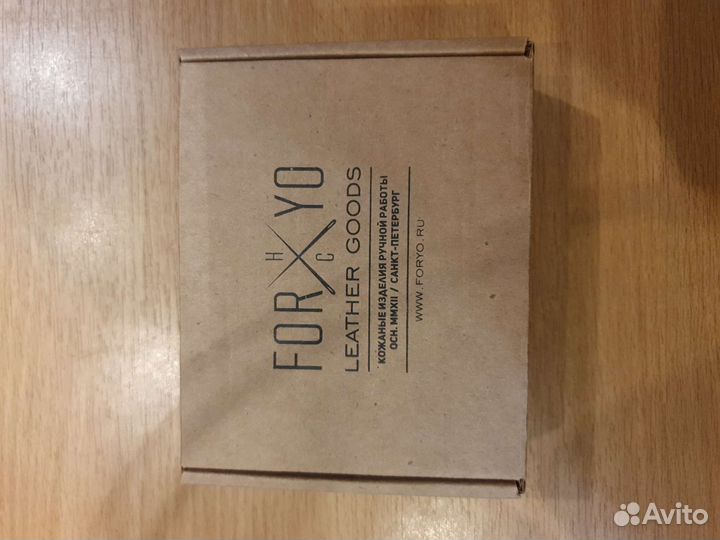 FOR YO
H
C
LEATHER GOODS
КОЖАНЫЕ ИЗДЕЛИЯ РУЧНОЙ РАБОТЫ
ОСН. MMXII / САНКТ-ПЕТЕРБУРГ
WWW.FORYO.RU
Avito